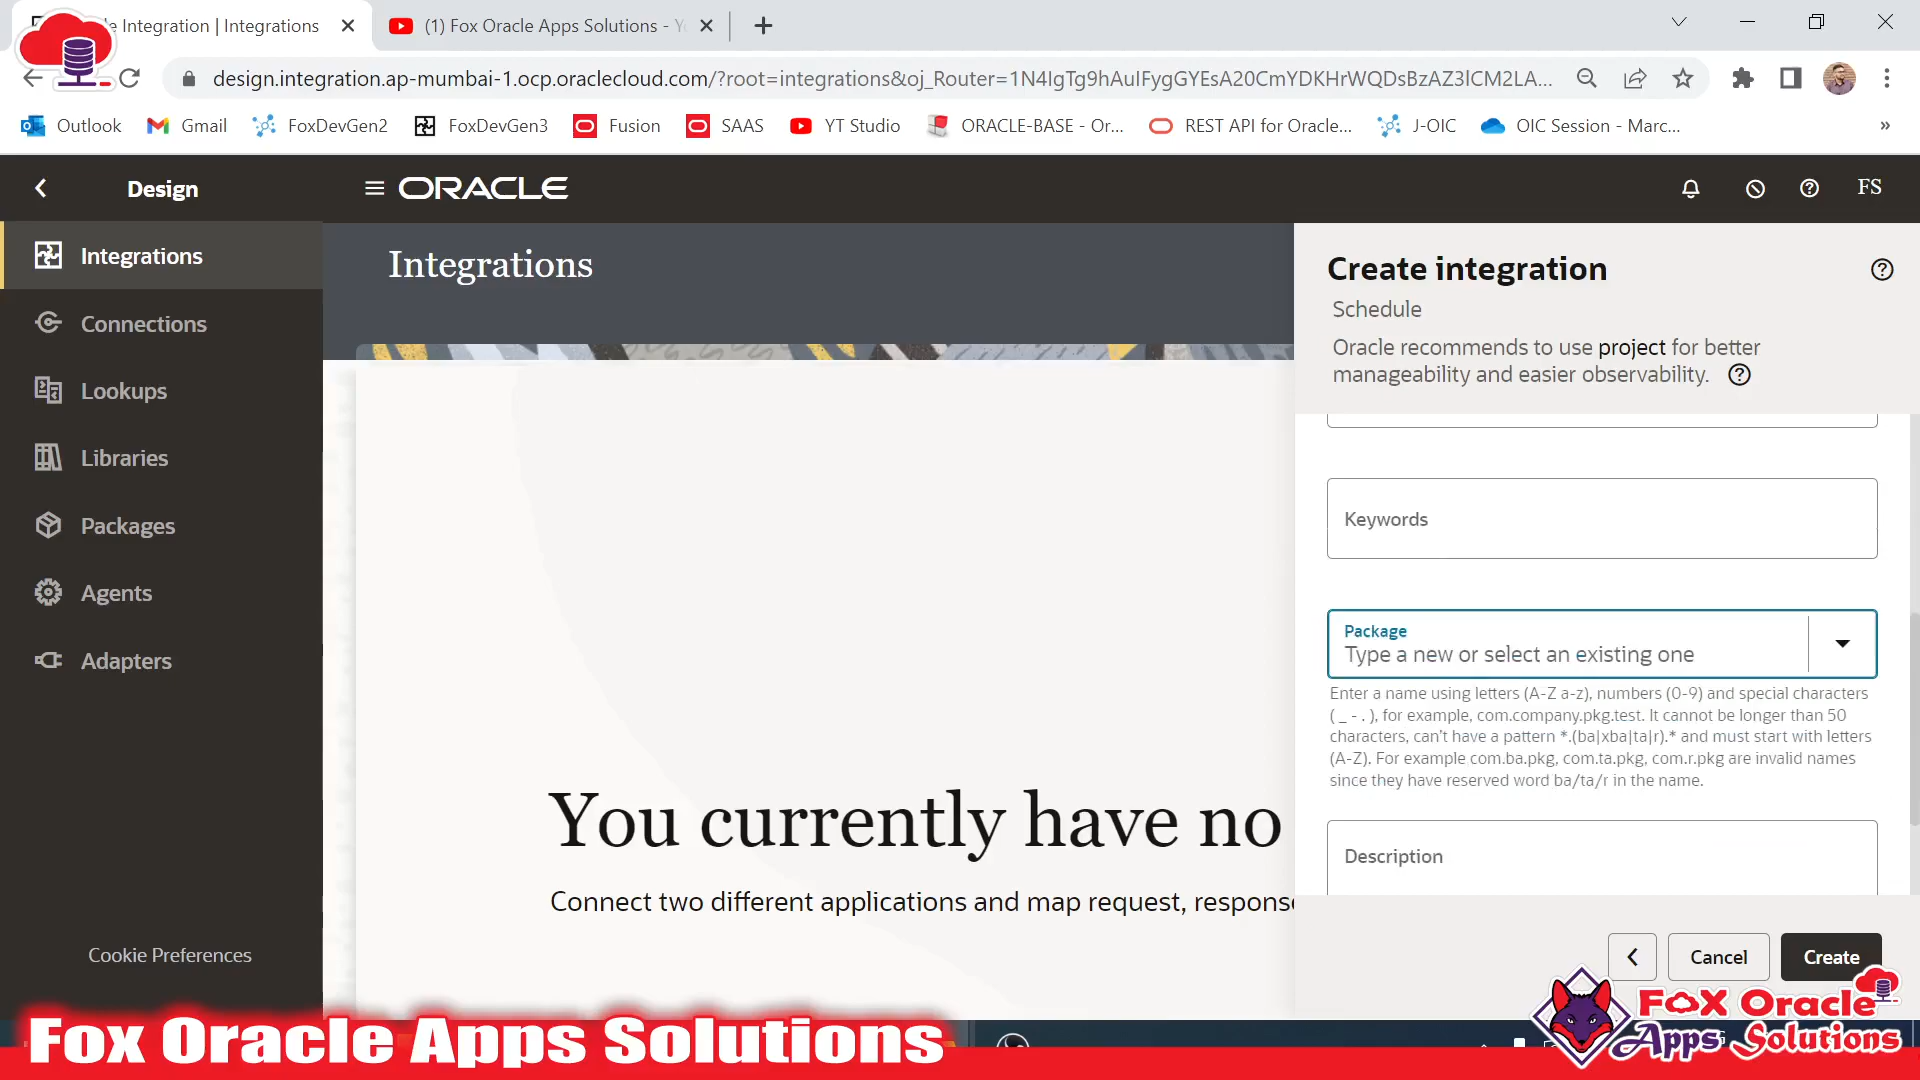 Integration | Integrations
(1) Fox Oracle Apps Solutions -
design.integration.ap-mumbai-1.ocp.oraclecloud.com/?root=integrations&oj_Router=1N4IgTg9hAuIFygGYEsA20CmYDKHrWQDsBzAZ3lCM2LA...
Outlook
Gmail
FoxDevGen2
FoxDevGen3
Fusion
SAAS
YT Studio
ORACLE-BASE - Or...
REST API for Oracle...
J-OIC
OIC Session - Marc...
»
Design
ORACLE
FS
Integrations
Connections
Lookups
Libraries
Packages
Agents
Adapters
Cookie Preferences
Integrations
You currently have no
Connect two different applications and map request, response
Create integration
Schedule
Oracle recommends to use project for better
manageability and easier observability.
Keywords
Package
Type a new or select an existing one
Enter a name using letters (A-Z a-z), numbers (0-9) and special characters
( _ - . ), for example, com.company.pkg.test. It cannot be longer than 50
characters, can't have a pattern *.(ba|xba|ta|r).* and must start with letters
(A-Z). For example com.ba.pkg, com.ta.pkg, com.r.pkg are invalid names
since they have reserved word ba/ta/r in the name.
Description
Cancel
Create
Fox Oracle Apps Solutions
FOX Oracle
Apps Solutions